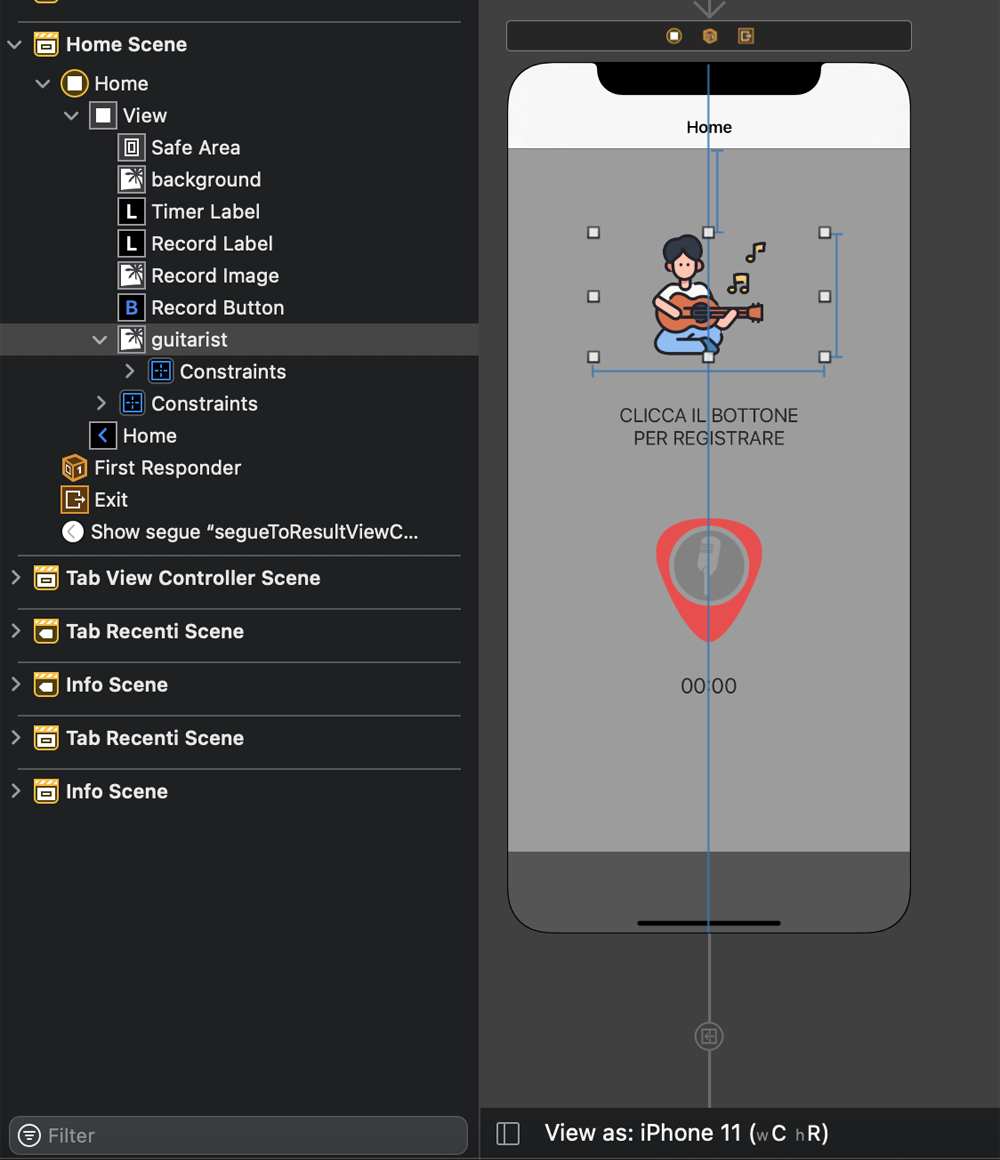 Home Scene
Home
View
Safe Area
background
L Timer Label
L Record Label
Record Image
B Record Button
guitarist
Constraints
Constraints
Home
1 First Responder
Exit
Show segue “segueToResultViewC...
Tab View Controller Scene
Tab Recenti Scene
Info Scene
Tab Recenti Scene
Info Scene
Filter
Home
CLICCA IL BOTTONE
PER REGISTRARE
00:00
View as: iPhone 11 (wC hR)